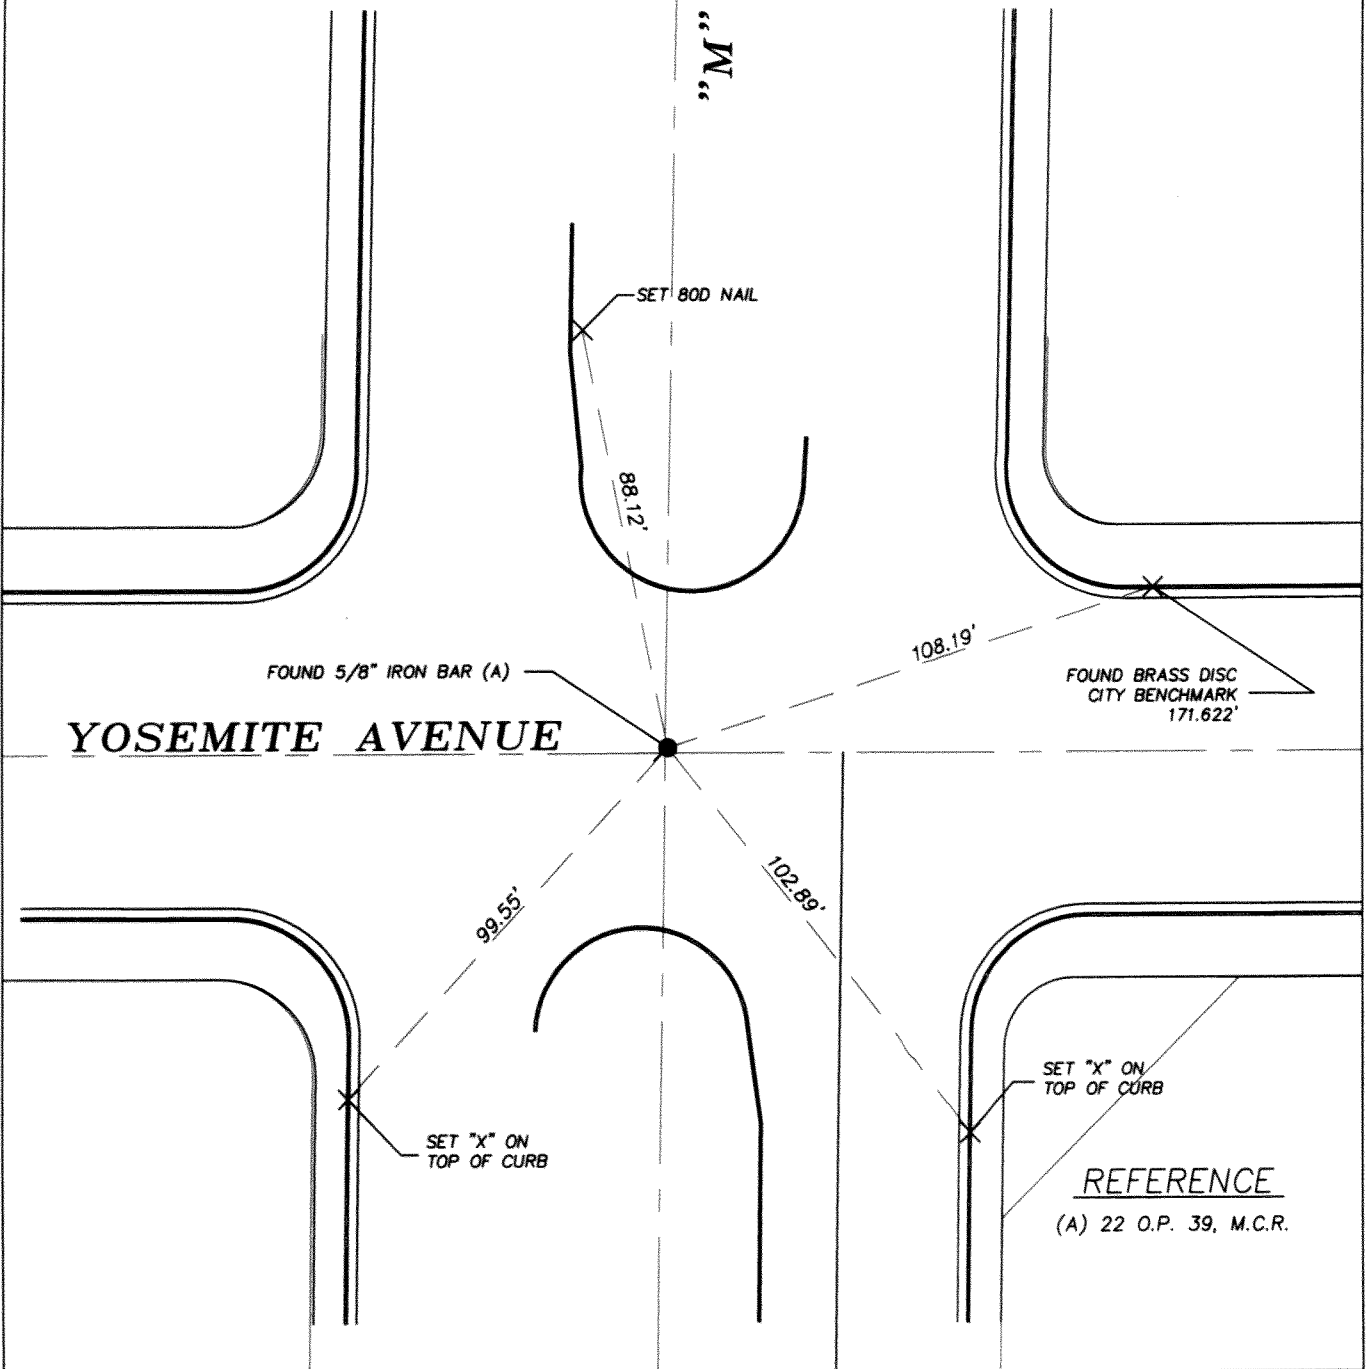 "M"
SET 80D NAIL
88.12'
108.19'
FOUND 5/8" IRON BAR (A)
FOUND BRASS DISC
CITY BENCHMARK
171.622'
YOSEMITE AVENUE
99.55'
102.89'
SET "X" ON
TOP OF CURB
SET "X" ON
TOP OF CURB
REFERENCE
(A) 22 O.P. 39, M.C.R.